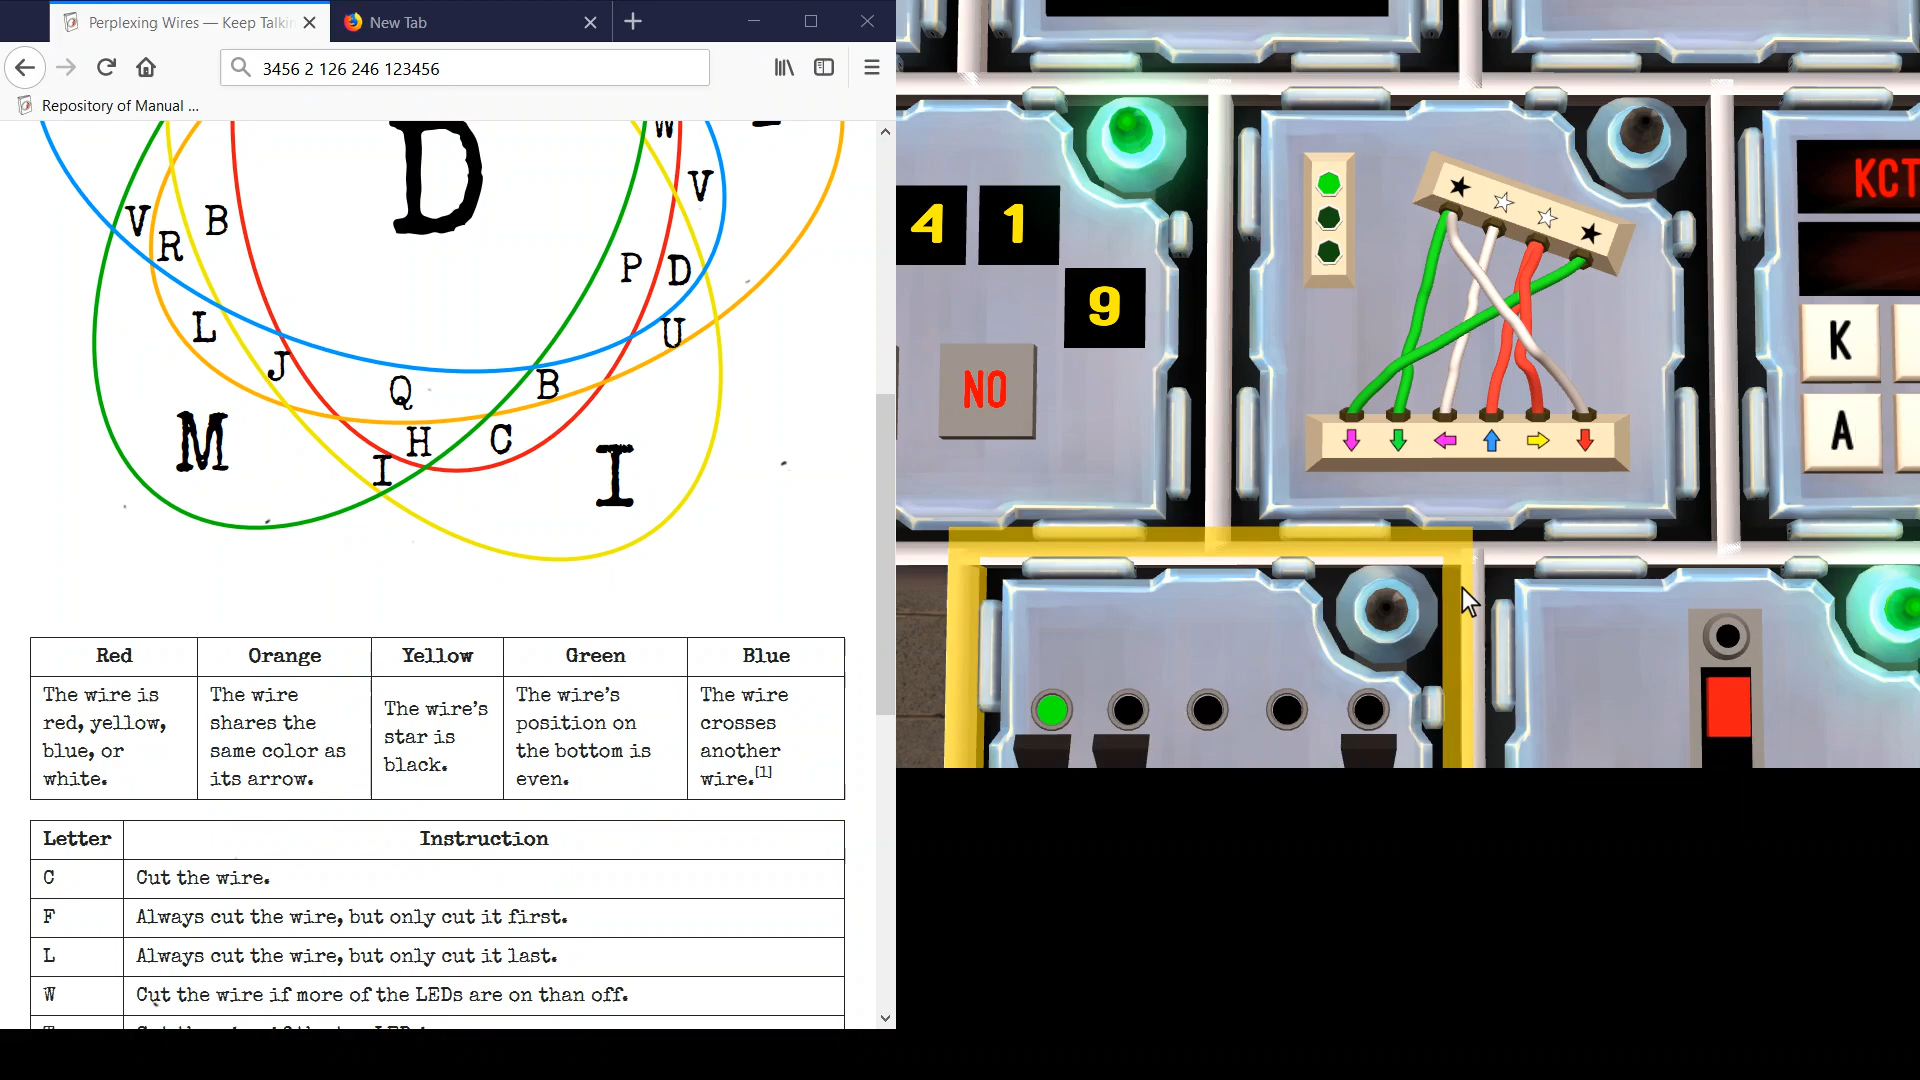 Perplexing Wires — Keep Talkin
New Tab
3456 2 126 246 123456
Repository of Manual ...
D
W
V
V
B
R
P
D
L
U
J
Q
B
H
C
I
M
I
Red
Orange
Yellow
Green
Blue
The wire is
red, yellow,
blue, or
white.
The wire
shares the
same color as
its arrow.
The wire's
star is
black.
The wire's
position on
the bottom is
even.
The wire
crosses
another
wire.[1]
Letter
Instruction
C
Cut the wire.
F
Always cut the wire, but only cut it first.
L
Always cut the wire, but only cut it last.
W
Cut the wire if more of the LEDs are on than off.
4
1
9
NO
KCT
K
A